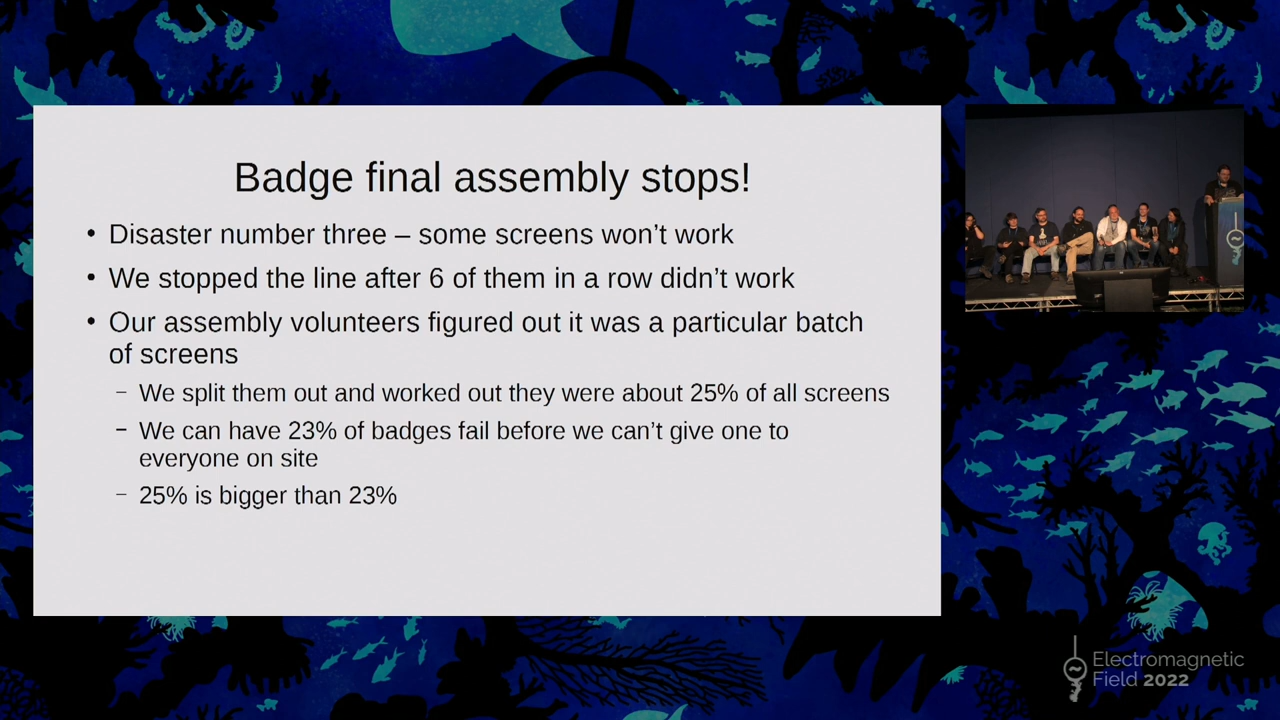 Badge final assembly stops!
• Disaster number three – some screens won’t work
• We stopped the line after 6 of them in a row didn’t work
• Our assembly volunteers figured out it was a particular batch
of screens
– We split them out and worked out they were about 25% of all screens
– We can have 23% of badges fail before we can’t give one to
everyone on site
– 25% is bigger than 23%
Electromagnetic
Field 2022